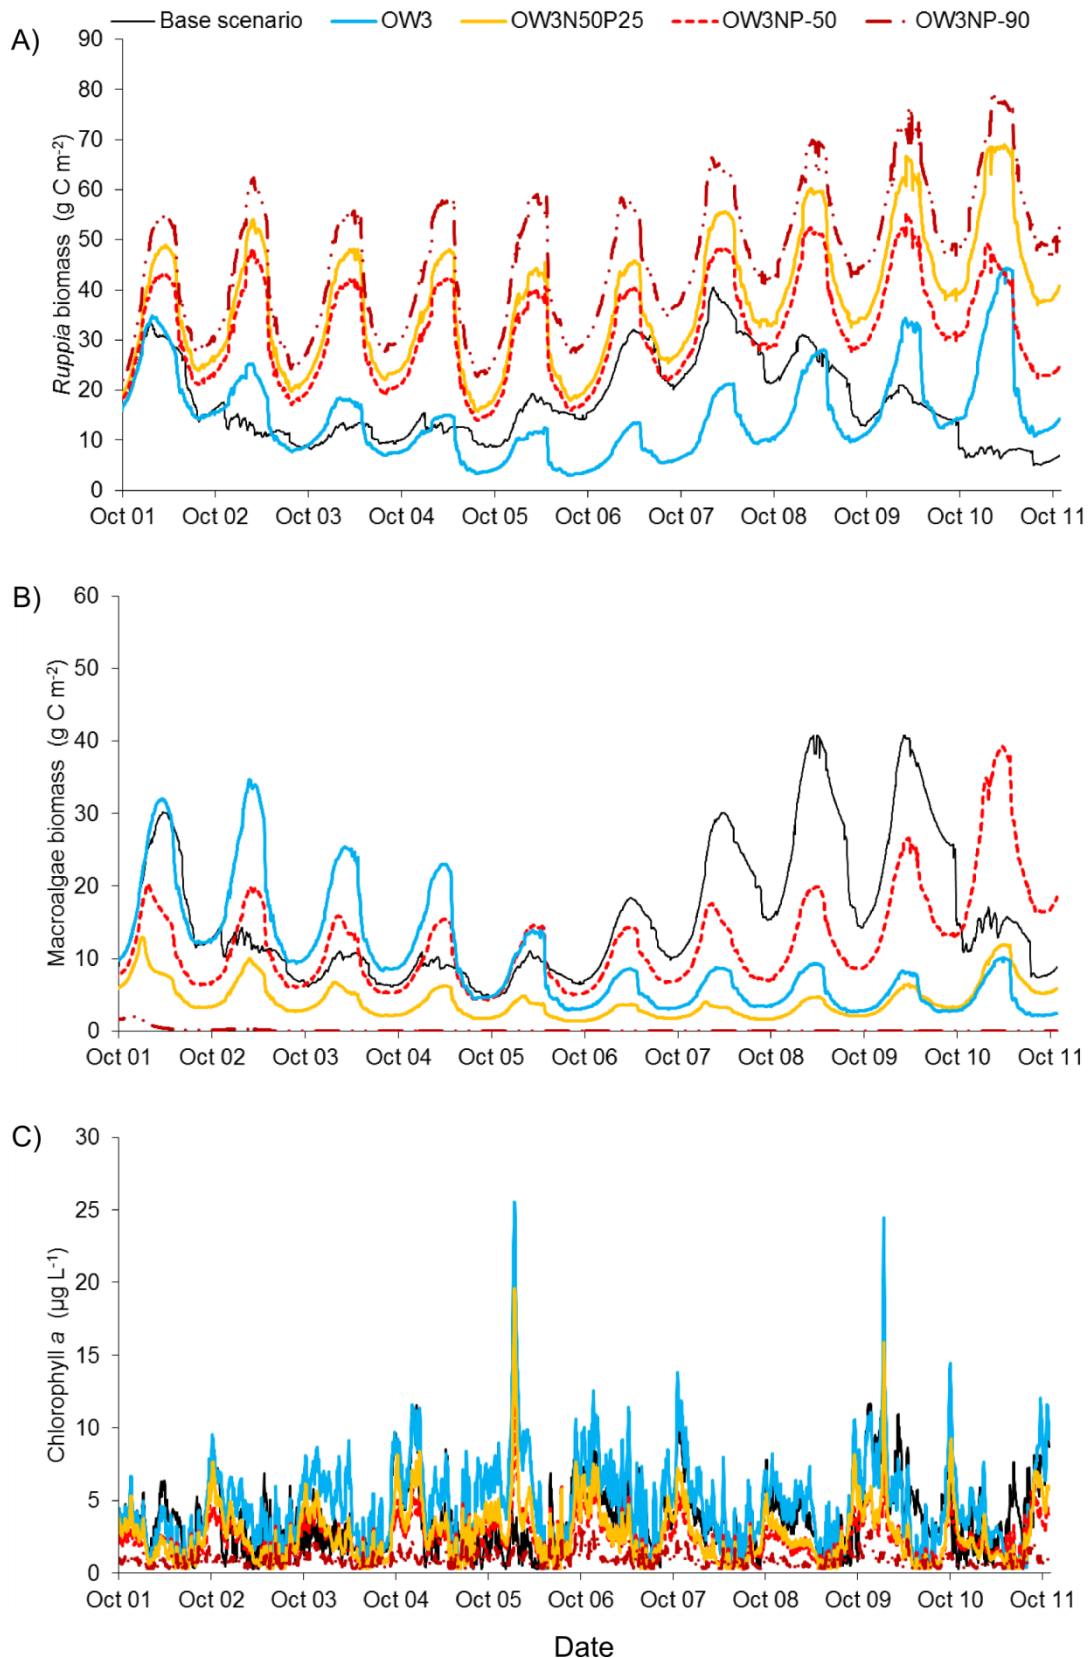 Base scenario OW3 OW3N50P25 OW3NP-50 OW3NP-90
A)
90
80
70
60
50
40
30
20
10
0
Ruppia biomass (g C m-2)
Oct 01 Oct 02 Oct 03 Oct 04 Oct 05 Oct 06 Oct 07 Oct 08 Oct 09 Oct 10 Oct 11
B)
60
50
40
30
20
10
0
Macroalgae biomass (g C m-2)
Oct 01 Oct 02 Oct 03 Oct 04 Oct 05 Oct 06 Oct 07 Oct 08 Oct 09 Oct 10 Oct 11
C)
30
25
20
15
10
5
0
Chlorophyll a (µg L-1)
Oct 01 Oct 02 Oct 03 Oct 04 Oct 05 Oct 06 Oct 07 Oct 08 Oct 09 Oct 10 Oct 11
Date